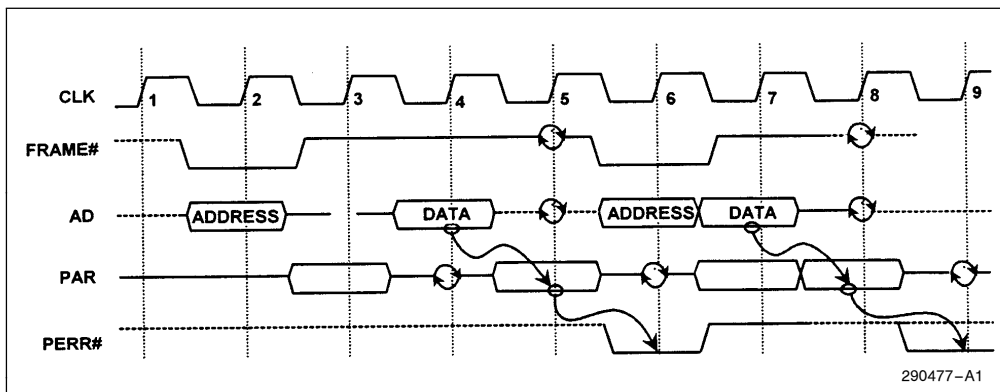 CLK 1 2 3 4 5 6 7 8 9
FRAME#
AD ADDRESS DATA ADDRESS DATA
PAR
PERR#
290477–A1